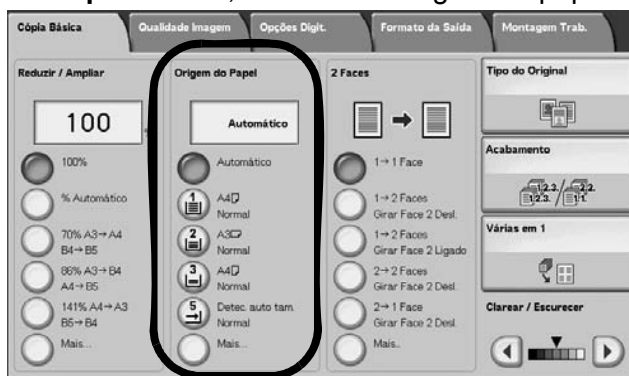 Cópia Básica
Qualidade Imagem
Opções Digit.
Formato da Saída
Montagem Trab.
Reduzir / Ampliar
100
100%
% Automático
70% A3→A4
B4→B5
86% A3→B4
A4→B5
141% A4→A3
B5→B4
Mais...
Origem do Papel
Automático
Automático
1
A4
Normal
2
A3
Normal
3
A4
Normal
5
Detec. auto tam.
Normal
Mais...
2 Faces
1→1 Face
1→2 Faces
Girar Face 2 Desl.
1→2 Faces
Girar Face 2 Ligado
2→2 Faces
Girar Face 2 Desl.
2→1 Face
Girar Face 2 Desl.
Mais..
Tipo do Original
Acabamento
Várias em 1
Clarear / Escurecer